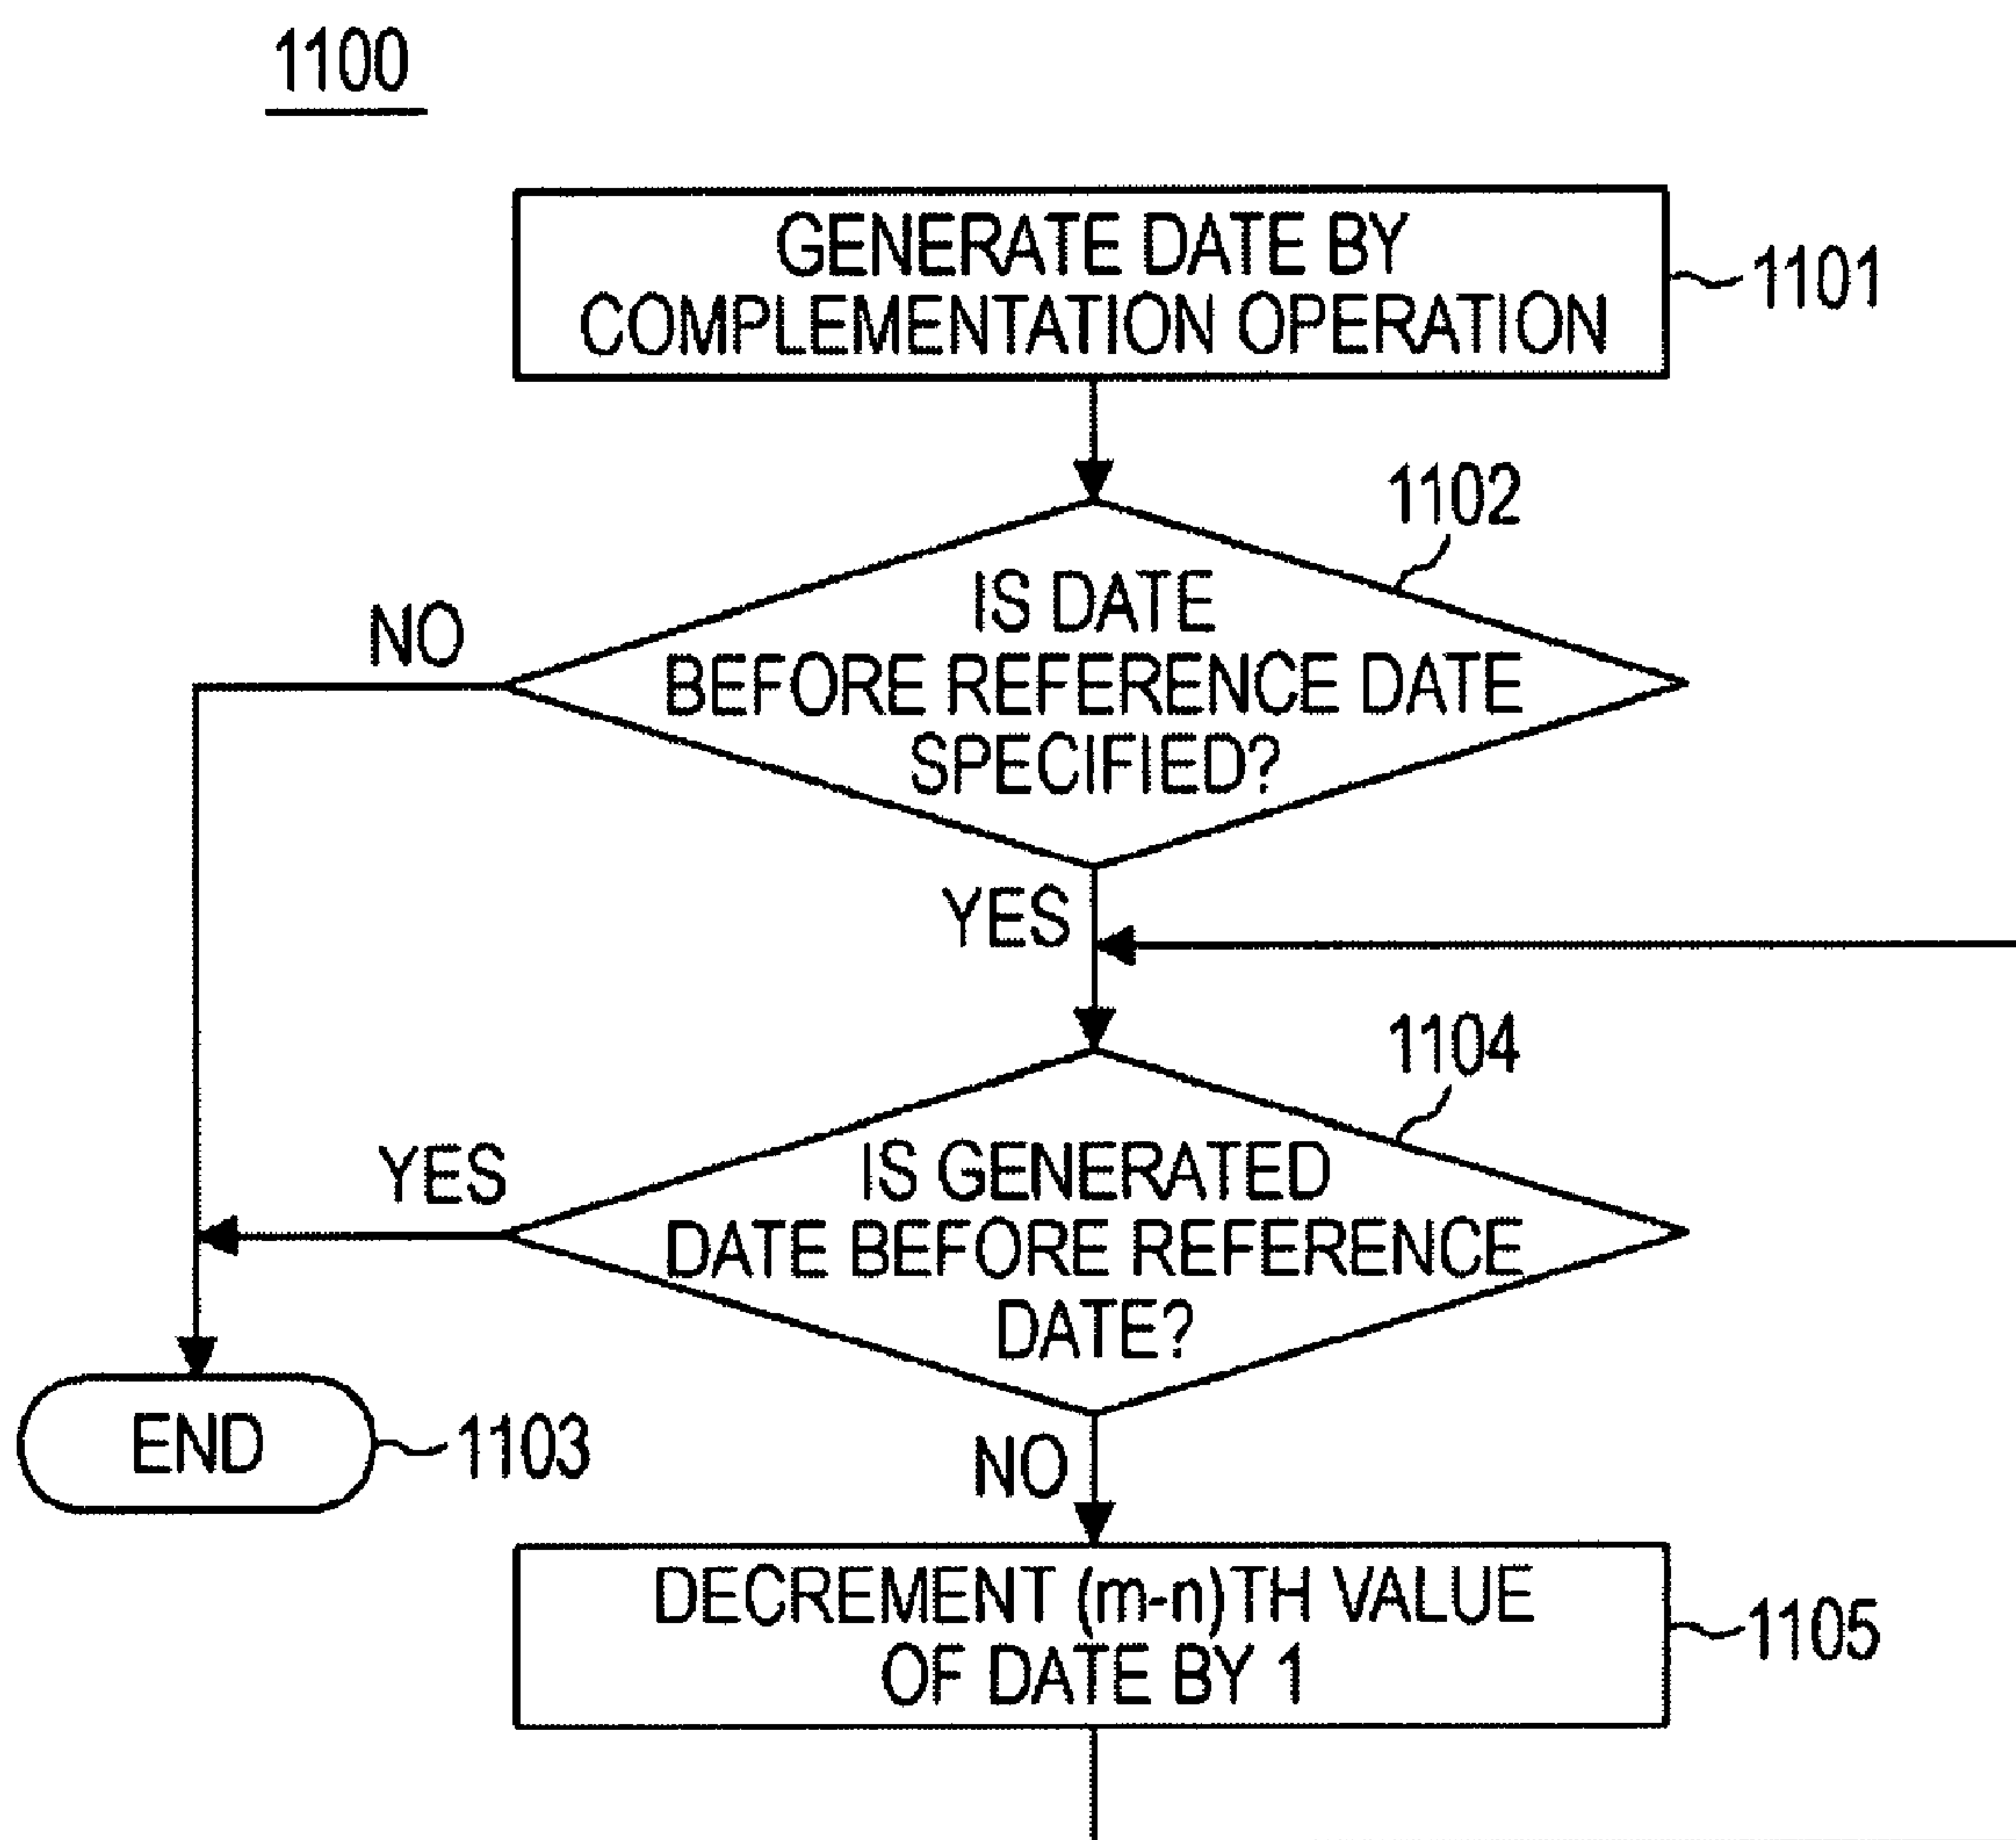 1100
GENERATE DATE BY
COMPLEMENTATION OPERATION
1101
1102
IS DATE
BEFORE REFERENCE DATE
SPECIFIED?
NO
YES
1104
IS GENERATED
DATE BEFORE REFERENCE
DATE?
YES
END
1103
NO
DECREMENT (m-n)TH VALUE
OF DATE BY 1
1105